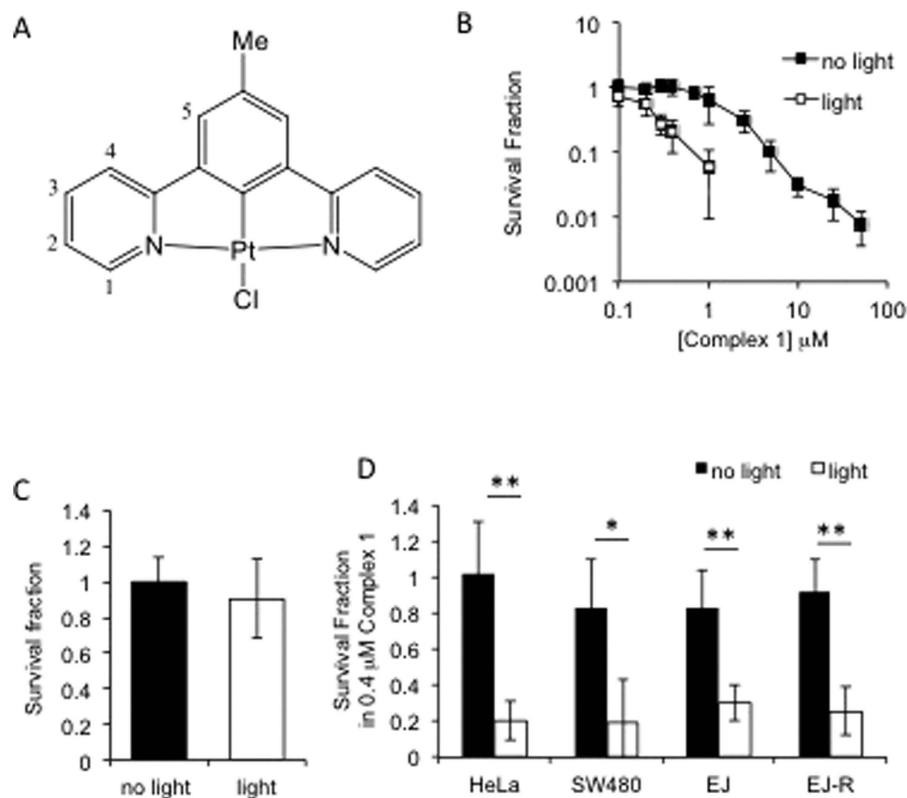 A
Me
5
4
3
2
1
N
Pt
N
Cl
B
Survival Fraction
10
1
0.1
0.01
0.001
0.1
1
10
100
[Complex 1] μM
no light
light
C
Survival fraction
1.4
1.2
1
0.8
0.6
0.4
0.2
0
no light
light
D
no light
light
Survival Fraction
in 0.4 μM Complex 1
1.4
1.2
1
0.8
0.6
0.4
0.2
0
**
*
**
**
HeLa
SW480
EJ
EJ-R